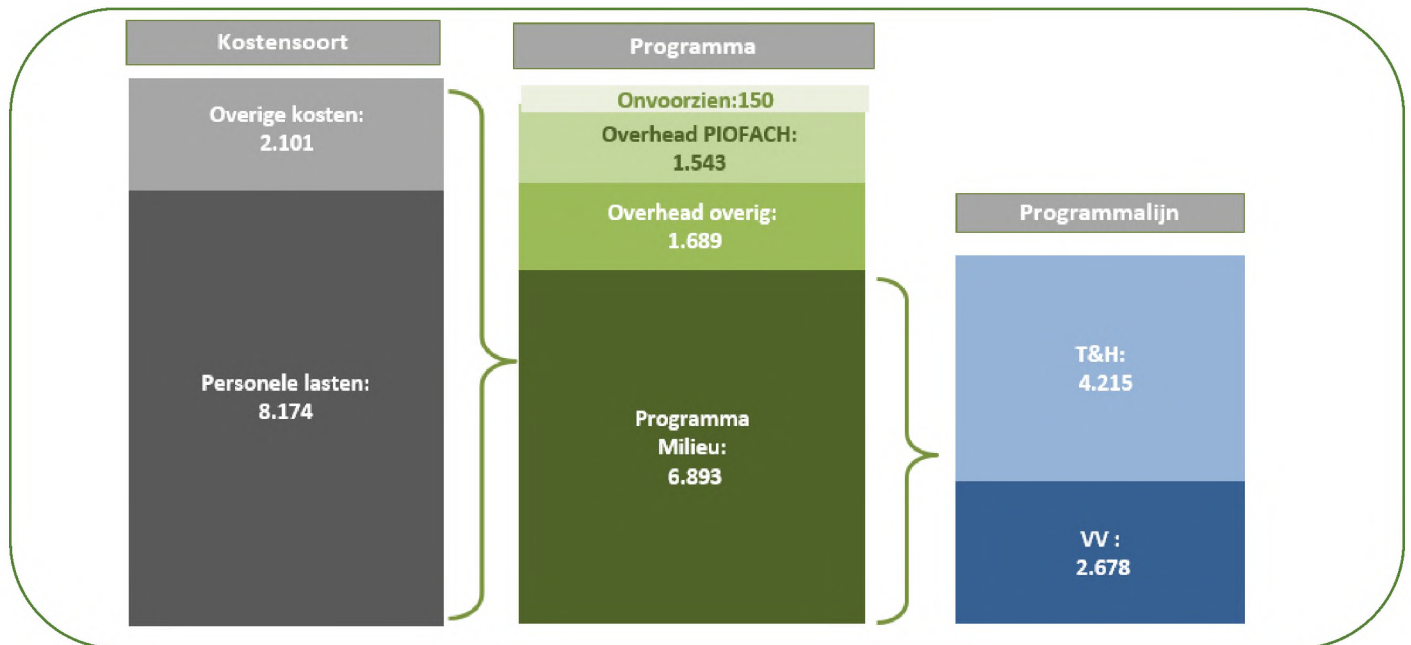 Kostensoort
Overige kosten:
2.101
Personele lasten:
8.174
Programma
Onvoorzien:150
Overhead PIOFACH:
1.543
Overhead overig:
1.689
Programma
Milieu:
6.893
Programmalijn
T&H:
4.215
VV :
2.678